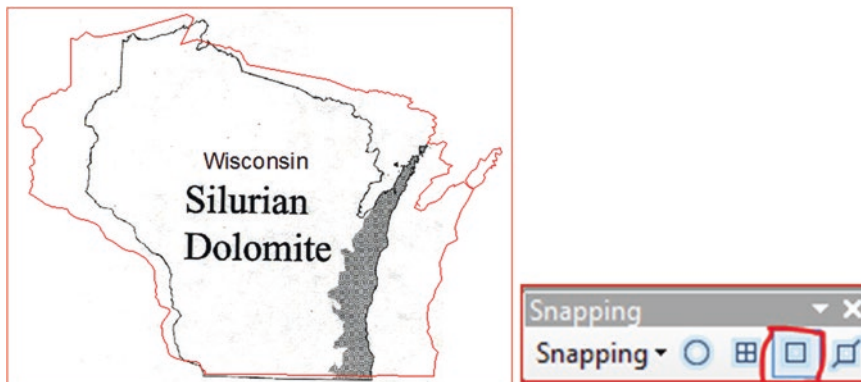 Wisconsin
Silurian
Dolomite
Snapping
Snapping